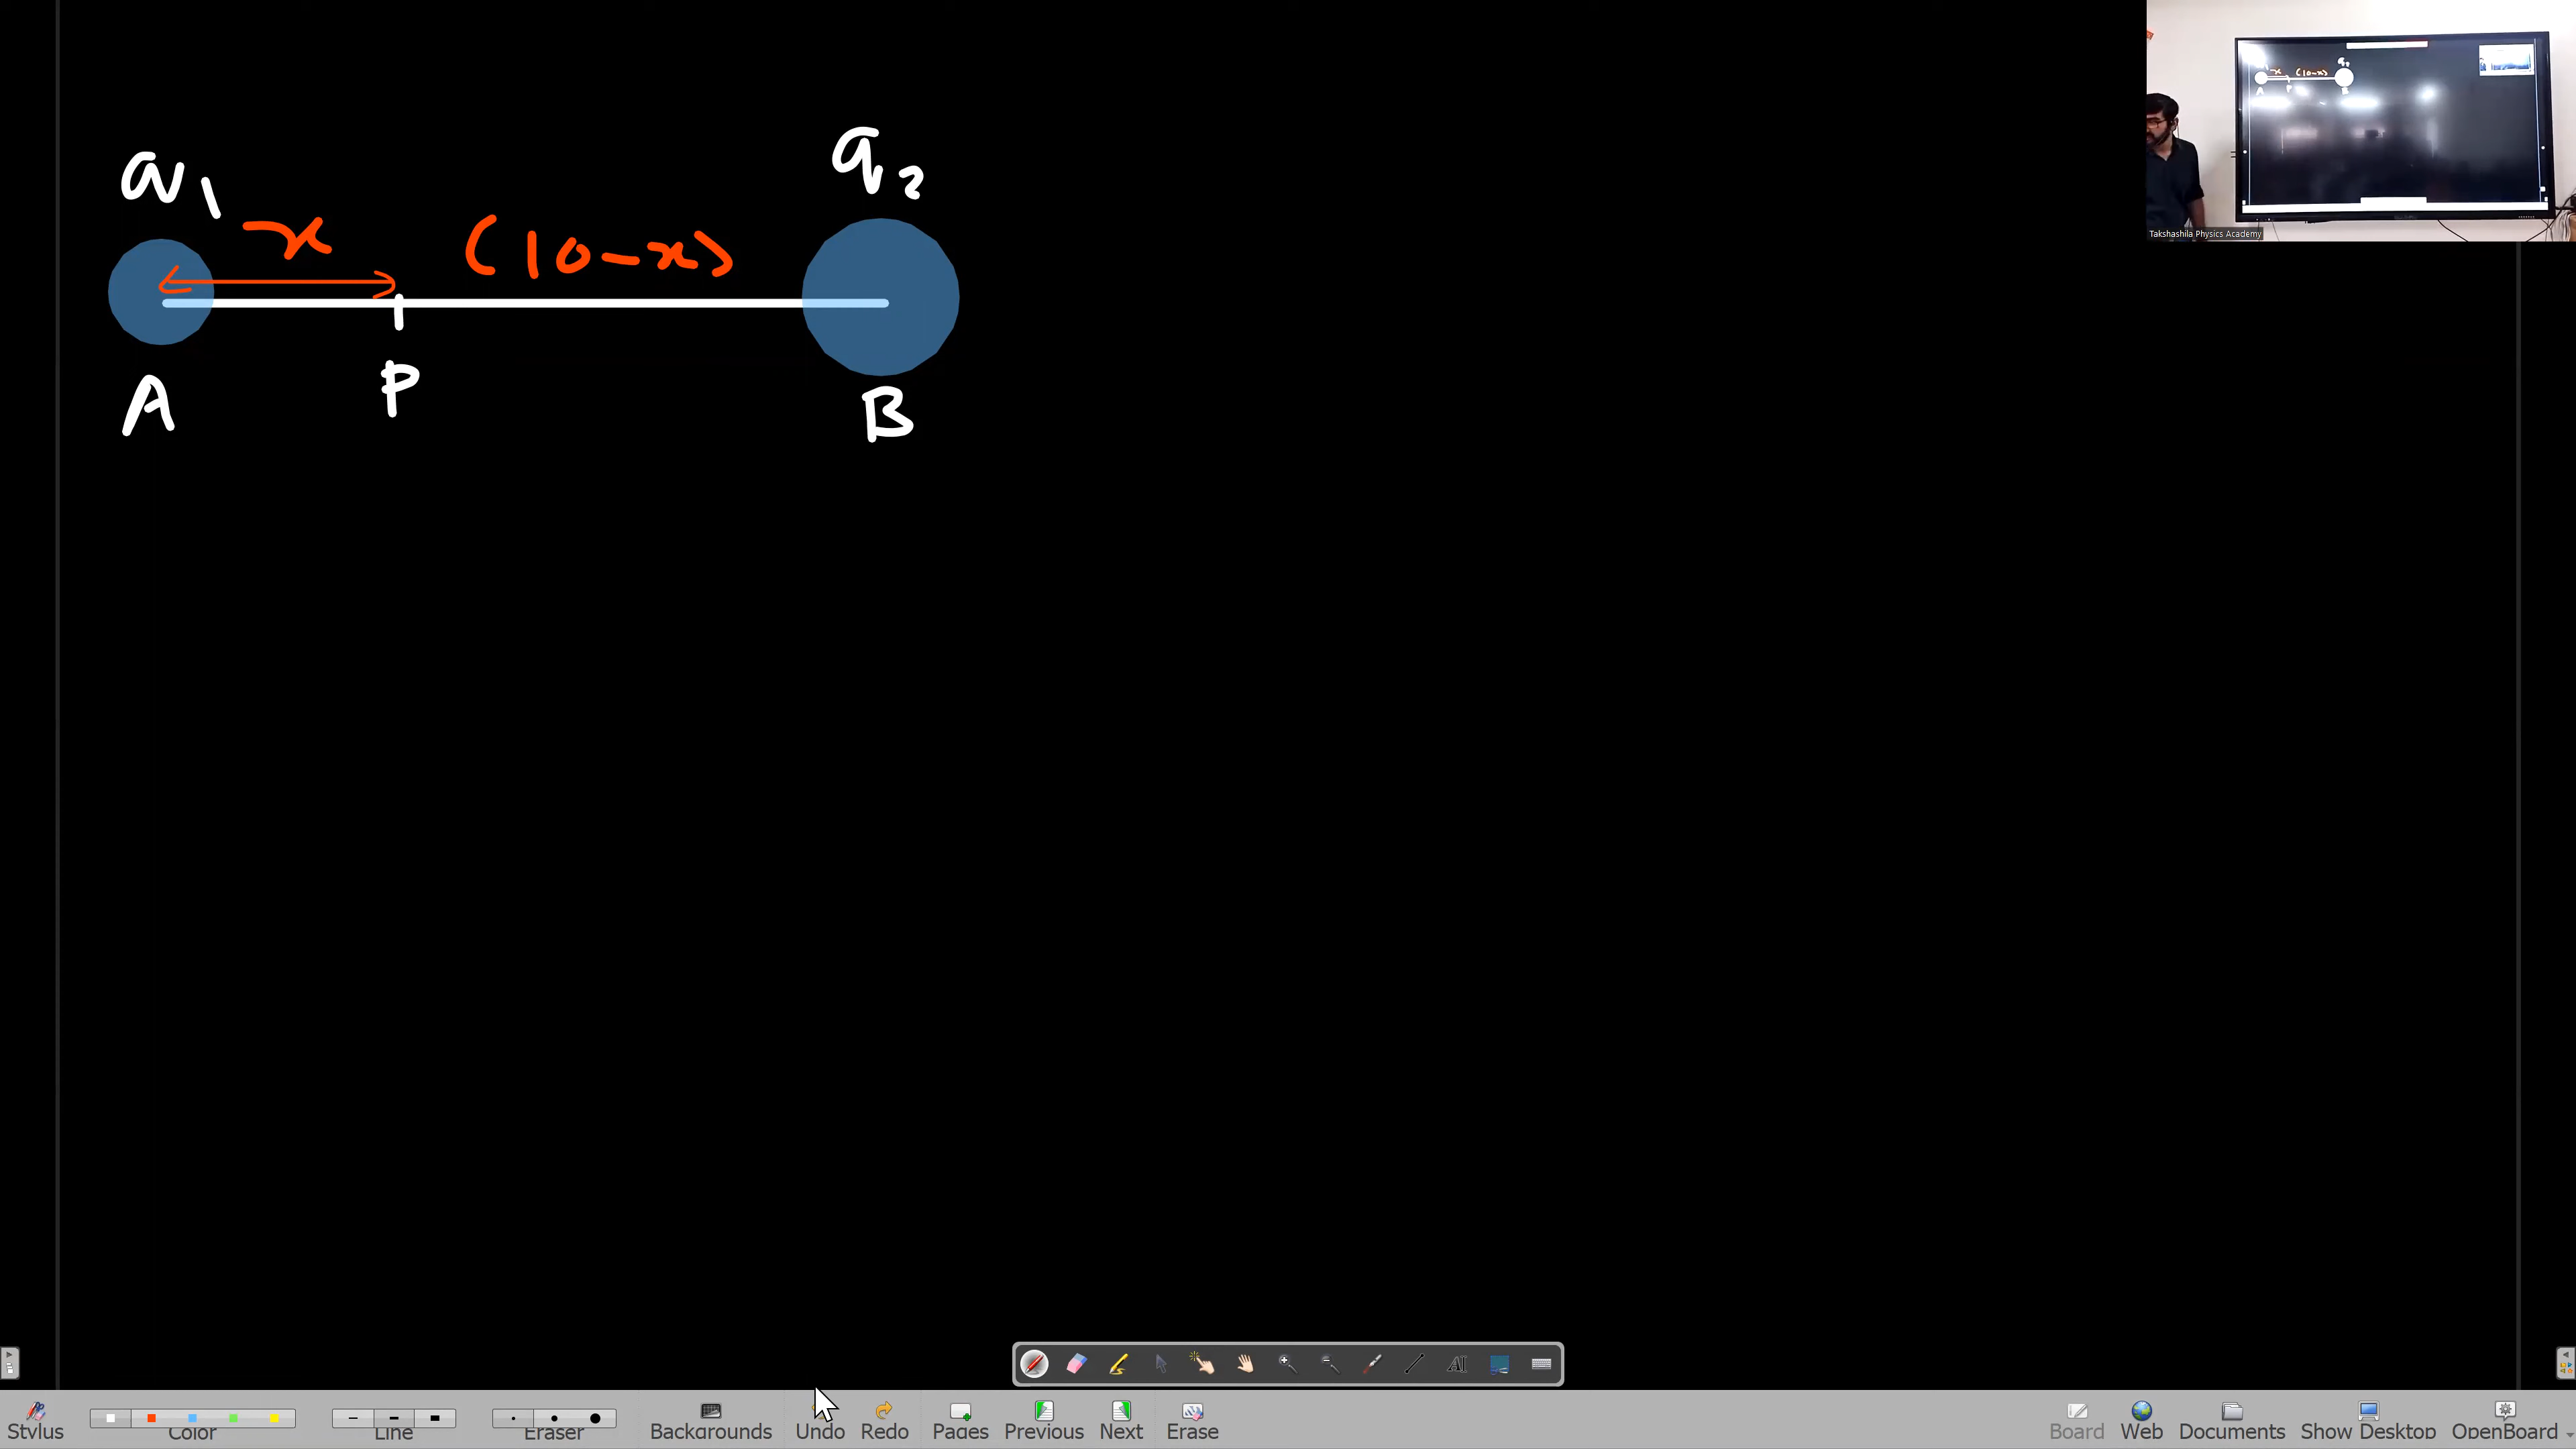 q1 q2
x (10-x)
A P B
Takshashila Physics Academy
Stylus Color Line Eraser Backgrounds Undo Redo Pages Previous Next Erase Board Web Documents Show Desktop OpenBoard